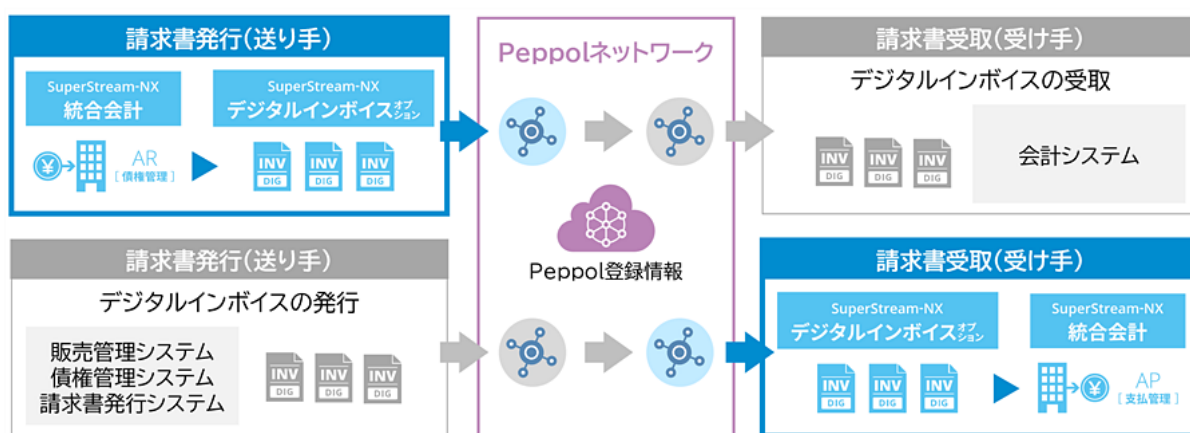 請求書発行(送り手)
SuperStream-NX
統合会計
SuperStream-NX
デジタルインボイスオプション
AR
[ 債権管理 ]
INV
DIG
INV
DIG
INV
DIG
Peppolネットワーク
Peppol登録情報
請求書受取(受け手)
デジタルインボイスの受取
INV
DIG
INV
DIG
INV
DIG
会計システム
請求書発行(送り手)
デジタルインボイスの発行
販売管理システム
債権管理システム
請求書発行システム
INV
DIG
INV
DIG
INV
DIG
請求書受取(受け手)
SuperStream-NX
デジタルインボイスオプション
SuperStream-NX
統合会計
INV
DIG
INV
DIG
INV
DIG
AP
[ 支払管理 ]